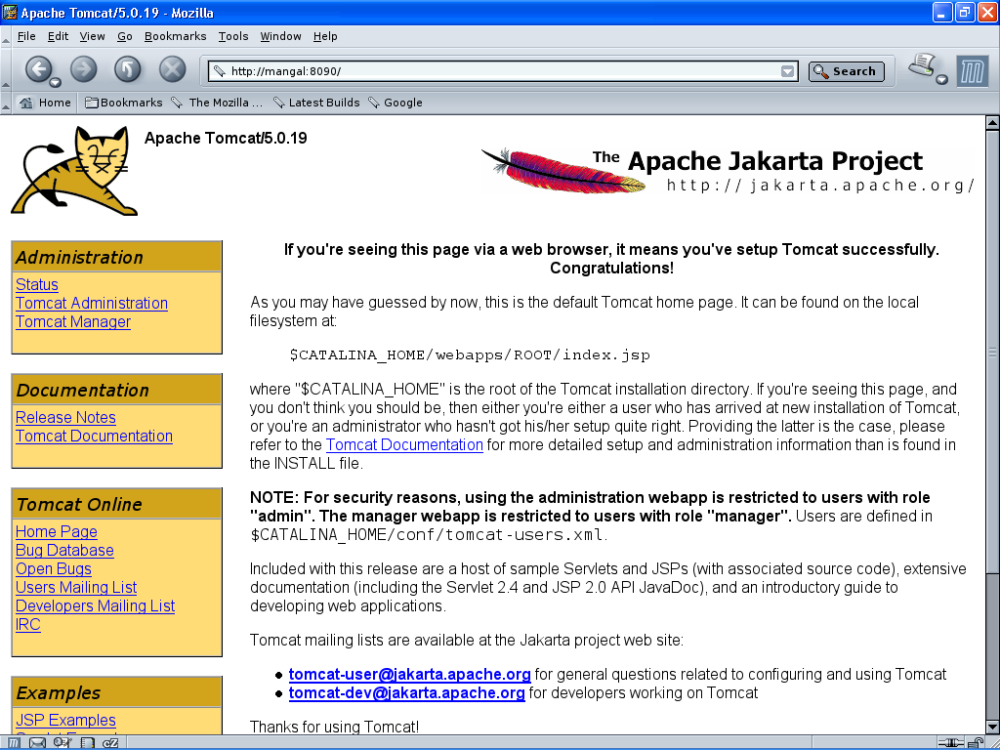 Apache Tomcat/5.0.19 - Mozilla
File Edit View Go Bookmarks Tools Window Help
http://mangal:8090/ Search
Home Bookmarks The Mozilla ... Latest Builds Google
Apache Tomcat/5.0.19
The Apache Jakarta Project
http://jakarta.apache.org/
Administration
Status
Tomcat Administration
Tomcat Manager
Documentation
Release Notes
Tomcat Documentation
Tomcat Online
Home Page
Bug Database
Open Bugs
Users Mailing List
Developers Mailing List
IRC
Examples
JSP Examples
If you're seeing this page via a web browser, it means you've setup Tomcat successfully.
Congratulations!
As you may have guessed by now, this is the default Tomcat home page. It can be found on the local
filesystem at:
$CATALINA_HOME/webapps/ROOT/index.jsp
where "$CATALINA_HOME" is the root of the Tomcat installation directory. If you're seeing this page, and
you don't think you should be, then either you're either a user who has arrived at new installation of Tomcat,
or you're an administrator who hasn't got his/her setup quite right. Providing the latter is the case, please
refer to the Tomcat Documentation for more detailed setup and administration information than is found in
the INSTALL file.
NOTE: For security reasons, using the administration webapp is restricted to users with role
"admin". The manager webapp is restricted to users with role "manager". Users are defined in
$CATALINA_HOME/conf/tomcat-users.xml.
Included with this release are a host of sample Servlets and JSPs (with associated source code), extensive
documentation (including the Servlet 2.4 and JSP 2.0 API JavaDoc), and an introductory guide to
developing web applications.
Tomcat mailing lists are available at the Jakarta project web site:
• tomcat-user@jakarta.apache.org for general questions related to configuring and using Tomcat
• tomcat-dev@jakarta.apache.org for developers working on Tomcat
Thanks for using Tomcat!